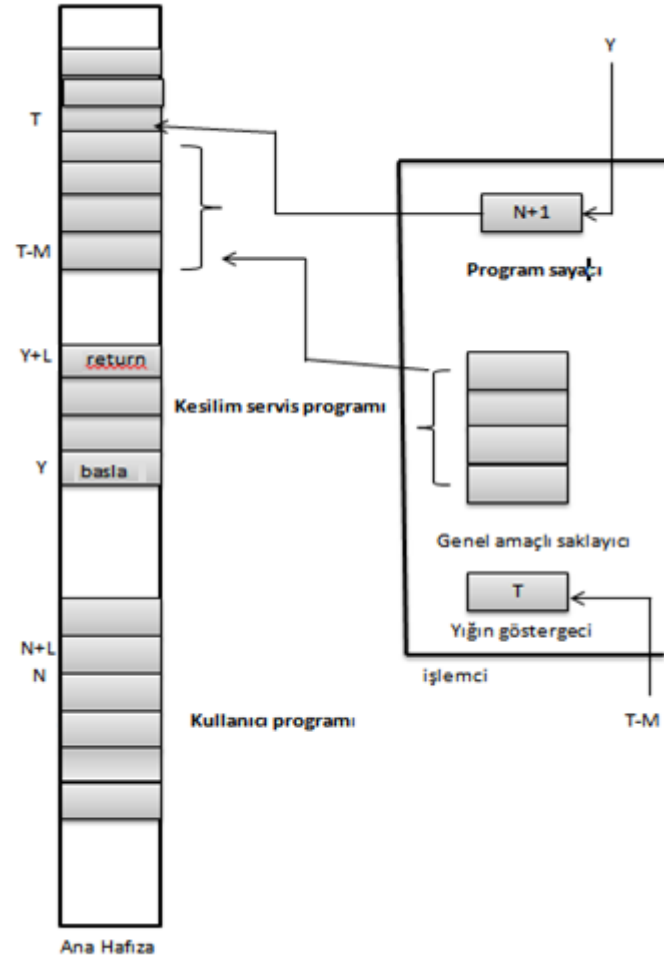 T
T-M
Y+L
return
Kesilim servis programı
Y
basla
N+L
N
Kullanıcı programı
Ana Hafıza
Y
N+1
Program sayacı
Genel amaçlı saklayıcı
T
Yığın göstergeci
işlemci
T-M